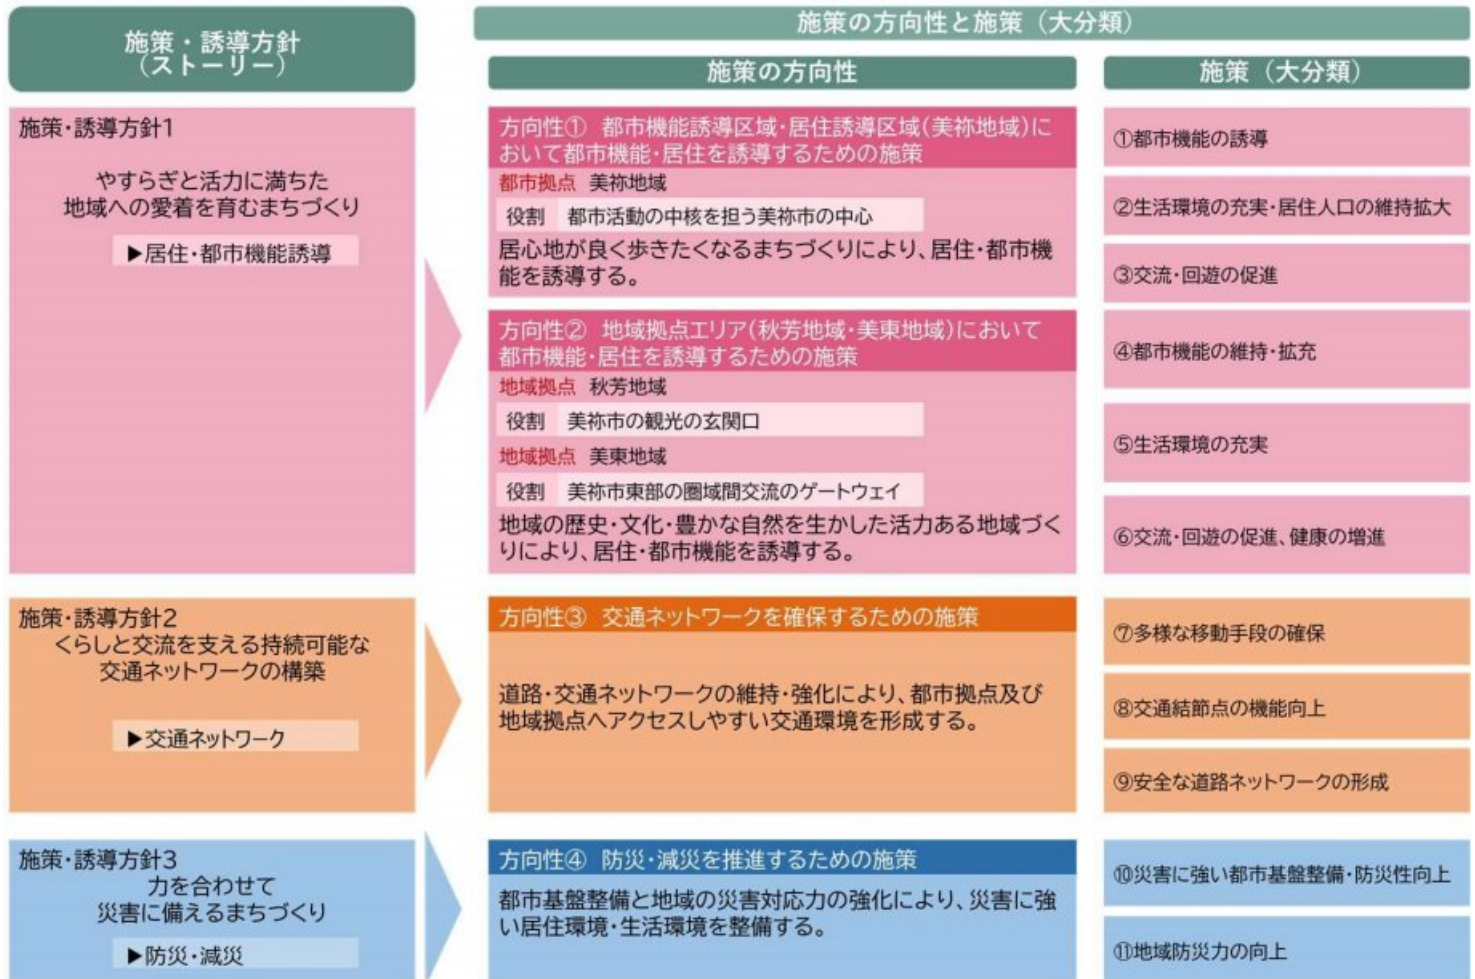 施策・誘導方針
（ストーリー）
施策の方向性と施策（大分類）
施策の方向性
施策（大分類）
施策・誘導方針1
やすらぎと活力に満ちた
地域への愛着を育むまちづくり
▶居住・都市機能誘導
方向性① 都市機能誘導区域・居住誘導区域（美祢地域）に
おいて都市機能・居住を誘導するための施策
都市拠点 美祢地域
役割 都市活動の中核を担う美祢市の中心
居心地が良く歩きたくなるまちづくりにより、居住・都市機
能を誘導する。
①都市機能の誘導
②生活環境の充実・居住人口の維持拡大
③交流・回遊の促進
方向性② 地域拠点エリア（秋芳地域・美東地域）において
都市機能・居住を誘導するための施策
地域拠点 秋芳地域
役割 美祢市の観光の玄関口
地域拠点 美東地域
役割 美祢市東部の圏域間交流のゲートウェイ
地域の歴史・文化・豊かな自然を生かした活力ある地域づく
りにより、居住・都市機能を誘導する。
④都市機能の維持・拡充
⑤生活環境の充実
⑥交流・回遊の促進、健康の増進
施策・誘導方針2
くらしと交流を支える持続可能な
交通ネットワークの構築
▶交通ネットワーク
方向性③ 交通ネットワークを確保するための施策
道路・交通ネットワークの維持・強化により、都市拠点及び
地域拠点へアクセスしやすい交通環境を形成する。
⑦多様な移動手段の確保
⑧交通結節点の機能向上
⑨安全な道路ネットワークの形成
施策・誘導方針3
力を合わせて
災害に備えるまちづくり
▶防災・減災
方向性④ 防災・減災を推進するための施策
都市基盤整備と地域の災害対応力の強化により、災害に強
い居住環境・生活環境を整備する。
⑩災害に強い都市基盤整備・防災性向上
⑪地域防災力の向上